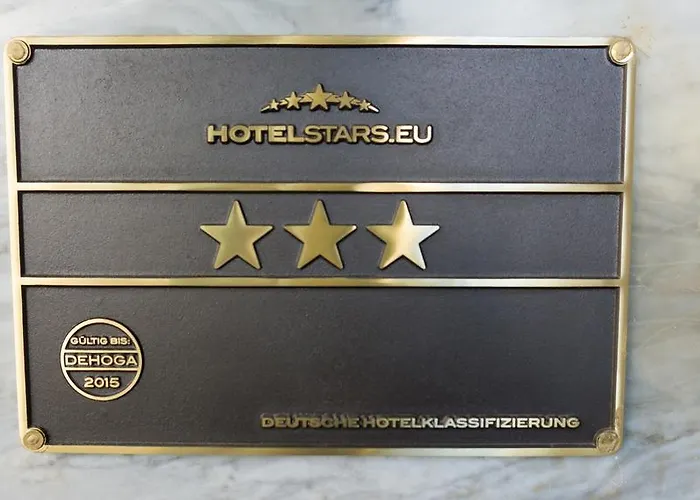 HOTELSTARS.EU
GÜLTIG BIS:
DEHOGA
2015
DEUTSCHE HOTELKLASSIFIZIERUNG